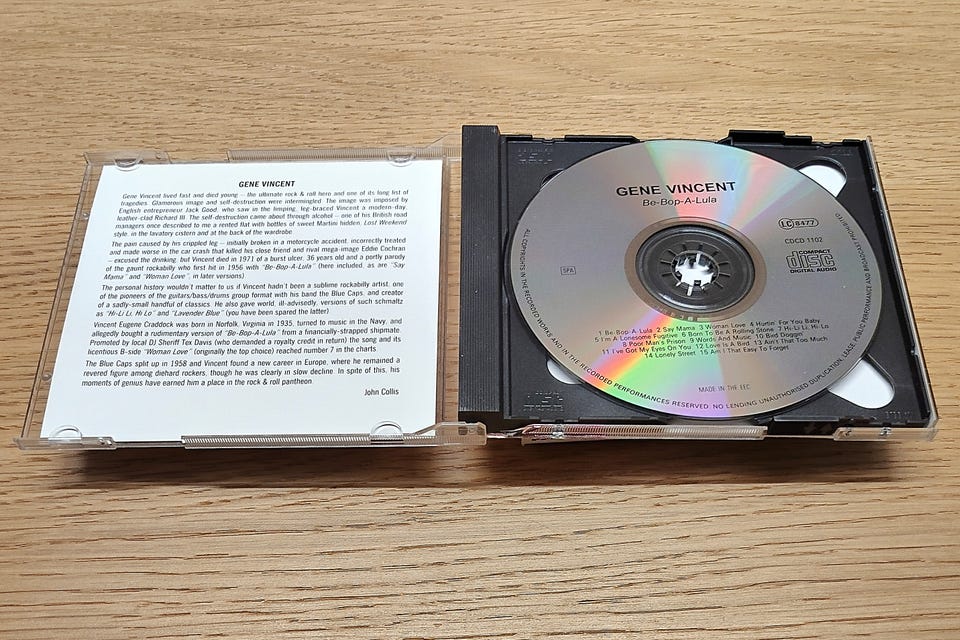 GENE VINCENT
Gene Vincent lived fast and died young – the ultimate rock & roll hero and one of its long list of
tragedies. Glamorous image and self-destruction were intermingled. The image was imposed by
English entrepreneur Jack Good, who saw in the limping, leg-braced Vincent a modern-day,
leather-clad Richard III. The self-destruction came about through alcohol – one of his British road
managers once described to me a rented flat with bottles of sweet Martini hidden, Lost Weekend
style, in the lavatory cistern and at the back of the wardrobe.
The pain caused by his crippled leg – initially broken in a motorcycle accident, incorrectly treated
and made worse in the car crash that killed his close friend and rival mega-image Eddie Cochran
– excused the drinking, but Vincent died in 1971 of a burst ulcer, 36 years old and a portly parody
of the gaunt rockabilly who first hit in 1956 with "Be-Bop-A-Lula" (here included, as are "Say
Mama" and "Woman Love", in later versions)
The personal history wouldn't matter to us if Vincent hadn't been a sublime rockabilly artist, one
of the pioneers of the guitars/bass/drums group format with his band the Blue Caps, and creator
of a sadly-small handful of classics. He also gave world, ill-advisedly, versions of such schmaltz
as "Hi-Li Li, Hi Lo" and "Lavender Blue" (you have been spared the latter)
Vincent Eugene Craddock was born in Norfolk, Virginia in 1935, turned to music in the Navy, and
allegedly bought a rudimentary version of "Be-Bop-A-Lula" from a financially-strapped shipmate.
Promoted by local DJ Sheriff Tex Davis (who demanded a royalty credit in return) the song and its
licentious B-side "Woman Love" (originally the top choice) reached number 7 in the charts.
The Blue Caps split up in 1958 and Vincent found a new career in Europe, where he remained a
revered figure among diehard rockers, though he was clearly in slow decline. In spite of this, his
moments of genius have earned him a place in the rock & roll pantheon.
John Collis
GENE VINCENT
Be-Bop-A-Lula
LC 8477
CDCD 1102
COMPACT
disc
DIGITAL AUDIO
SPA
1 Be-Bop-A-Lula 2 Say Mama 3 Woman Love 4 Hurtin' For You Baby
5 I'm A Lonesome Fugitive 6 Born To Be A Rolling Stone 7 Hi-Li Li, Hi Lo
8 Poor Man's Prison 9 Words And Music 10 Bird Doggin'
11 I've Got My Eyes On You 12 Love Is A Bird 13 Ain't That Too Much
14 Lonely Street 15 Am I That Easy To Forget
MADE IN THE EEC
ALL COPYRIGHTS IN THE RECORDED WORKS AND IN THE RECORDED PERFORMANCES RESERVED. NO LENDING UNAUTHORISED DUPLICATION, LEASE PUBLIC PERFORMANCE AND BROADCAST PROHIBITED